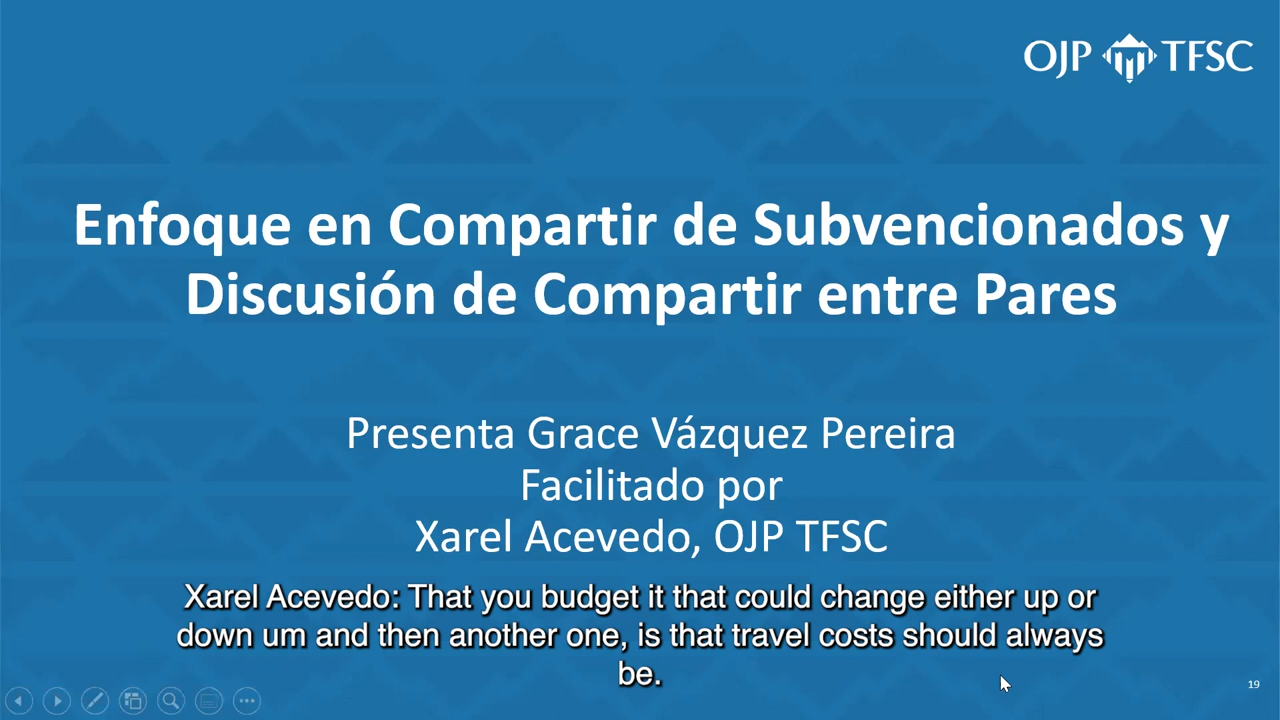 OJP TFSC
Enfoque en Compartir de Subvencionados y
Discusión de Compartir entre Pares
Presenta Grace Vázquez Pereira
Facilitado por
Xarel Acevedo, OJP TFSC
Xarel Acevedo: That you budget it that could change either up or
down um and then another one, is that travel costs should always
be.
19